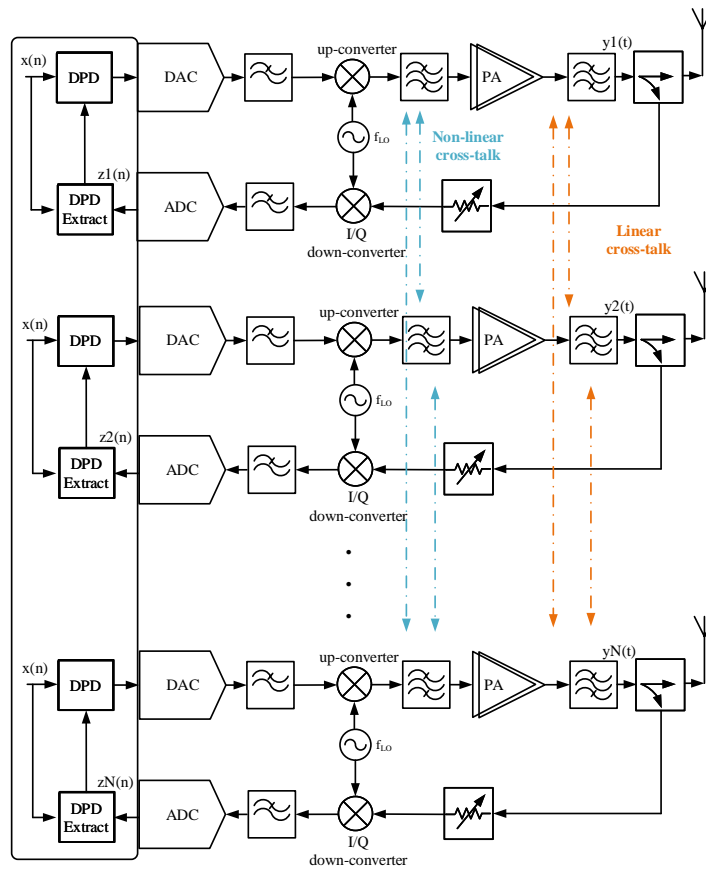 x(n)
DPD
DAC
up-converter
PA
y1(t)
f_LO
Non-linear
cross-talk
z1(n)
DPD
Extract
ADC
I/Q
down-converter
Linear
cross-talk
x(n)
DPD
DAC
up-converter
PA
y2(t)
f_LO
z2(n)
DPD
Extract
ADC
I/Q
down-converter
x(n)
DPD
DAC
up-converter
PA
yN(t)
f_LO
zN(n)
DPD
Extract
ADC
I/Q
down-converter